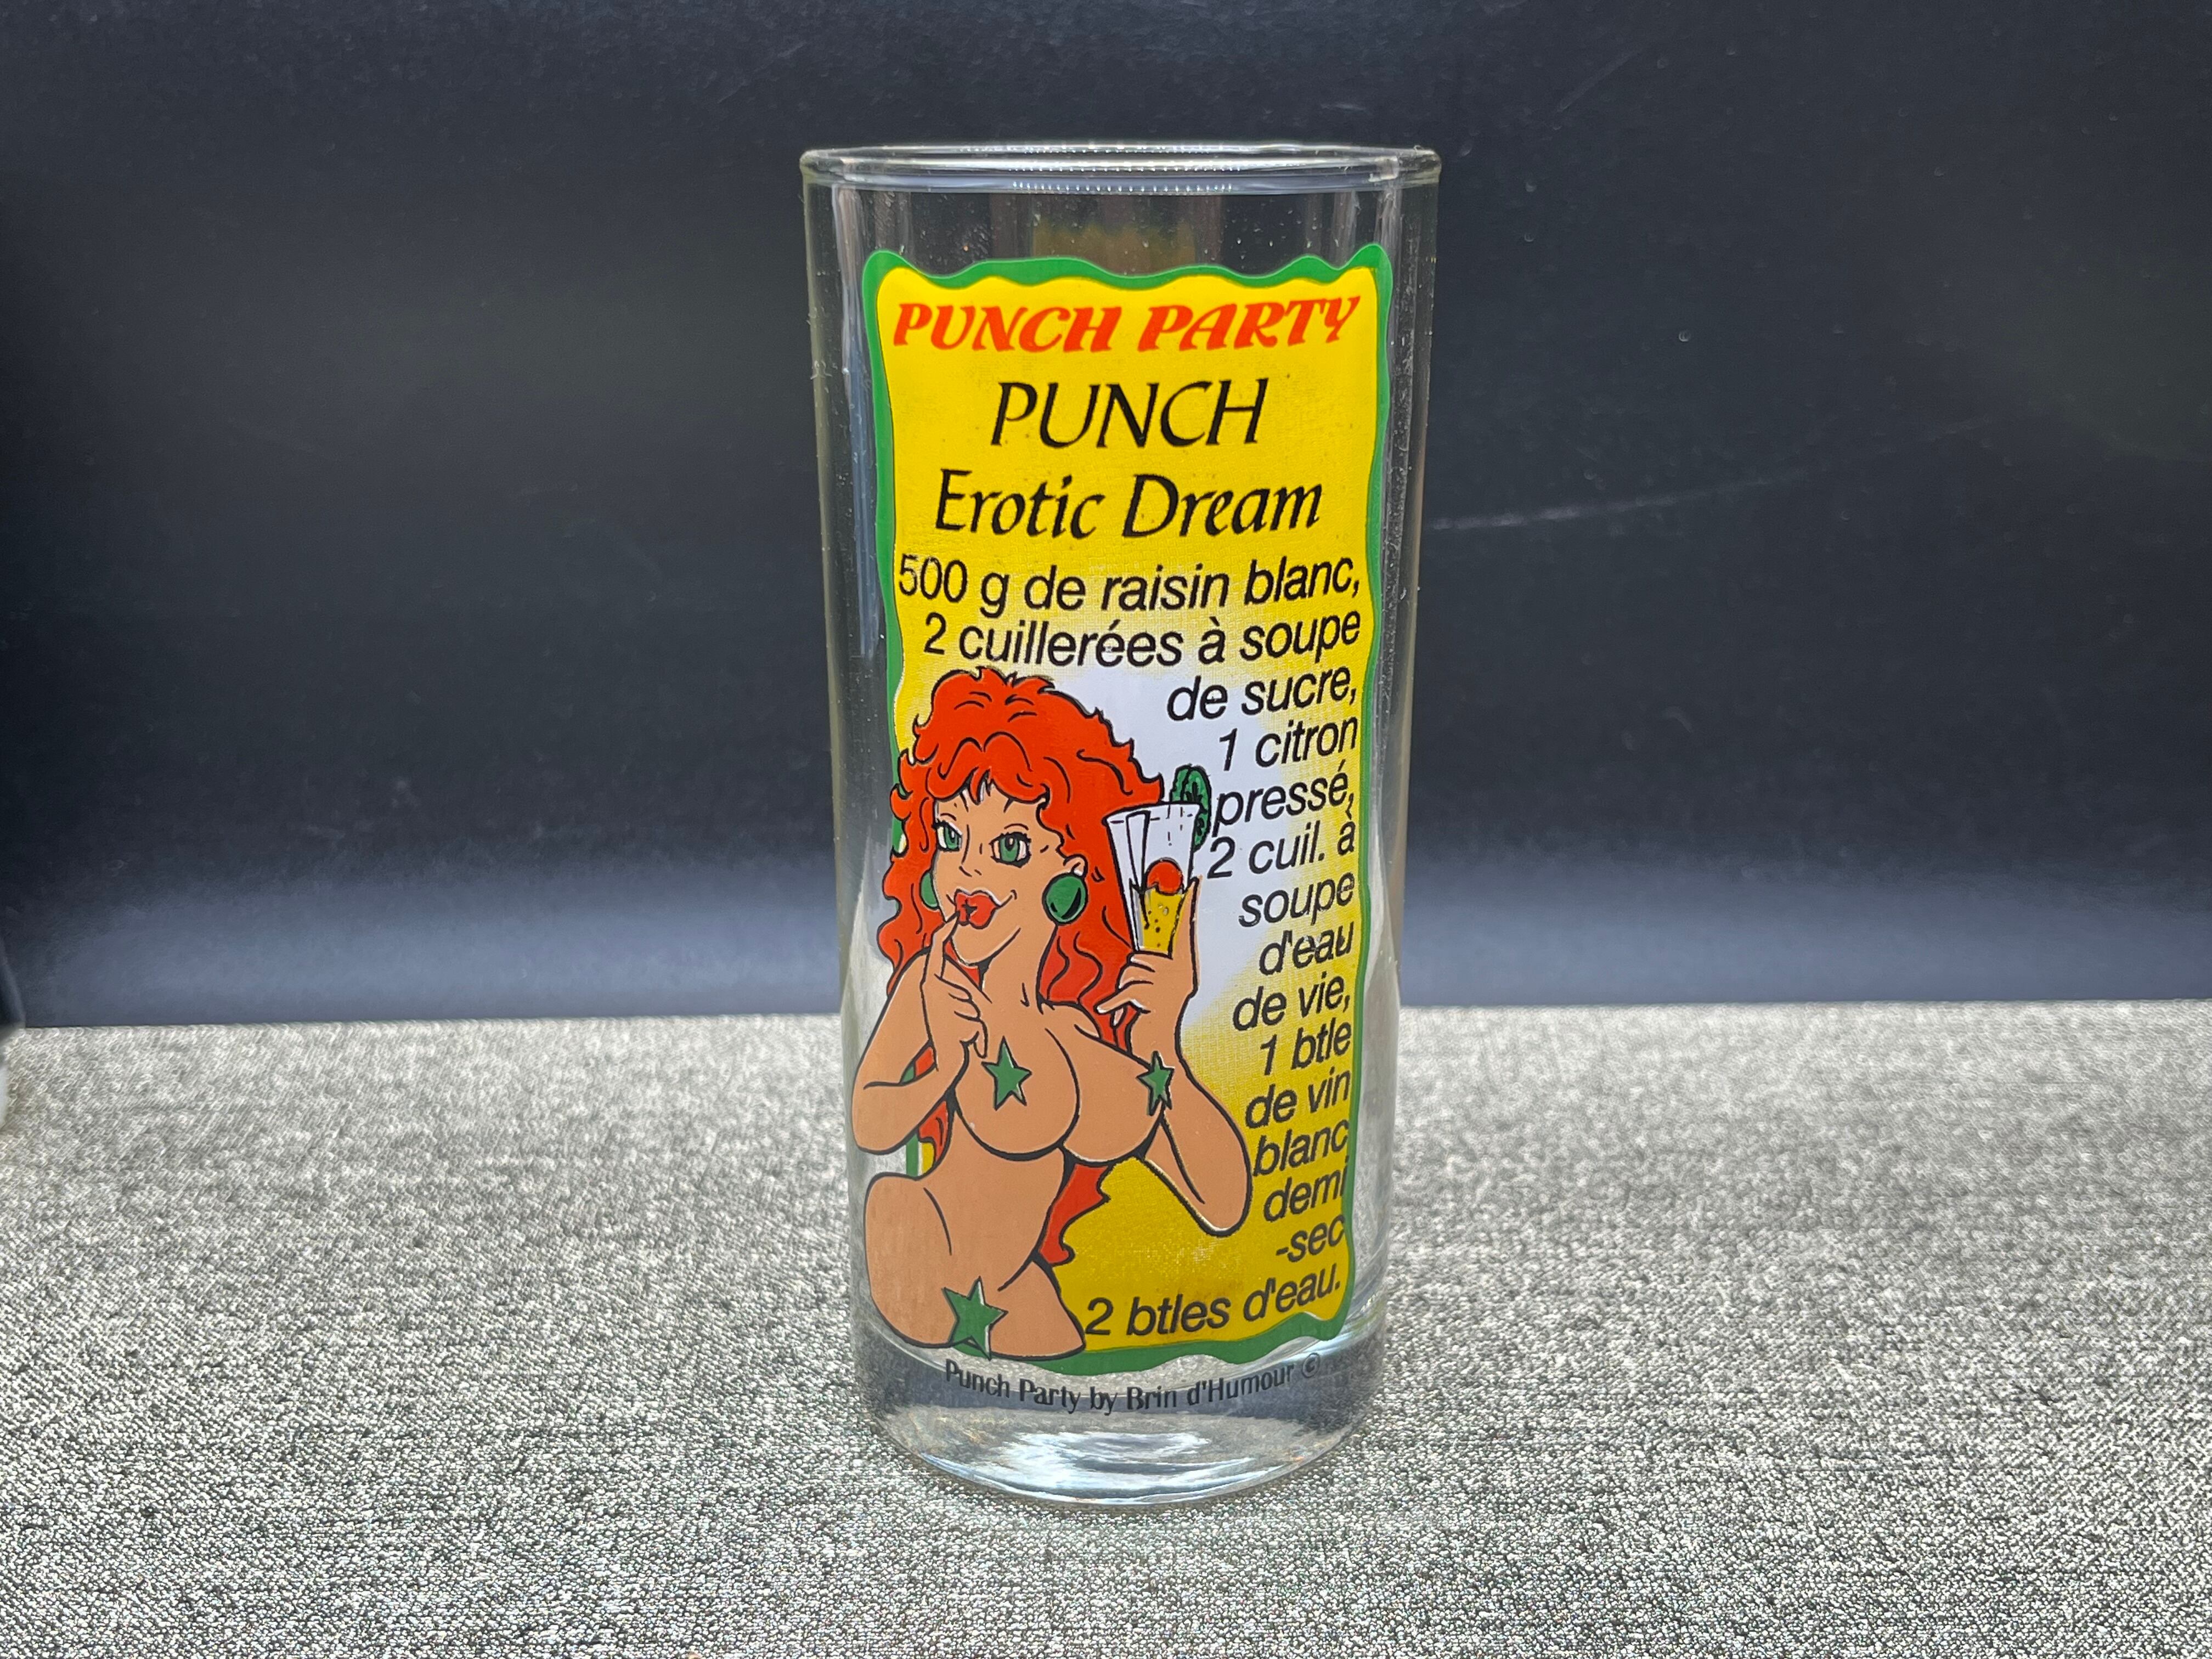 PUNCH PARTY
PUNCH
Erotic Dream
500 g de raisin blanc,
2 cuillerées à soupe
de sucre,
1 citron
pressé,
2 cuil. à
soupe
d'eau
de vie,
1 btle
de vin
blanc
demi
-sec
2 btles d'eau.
Punch Party by Brin d'Humour ©